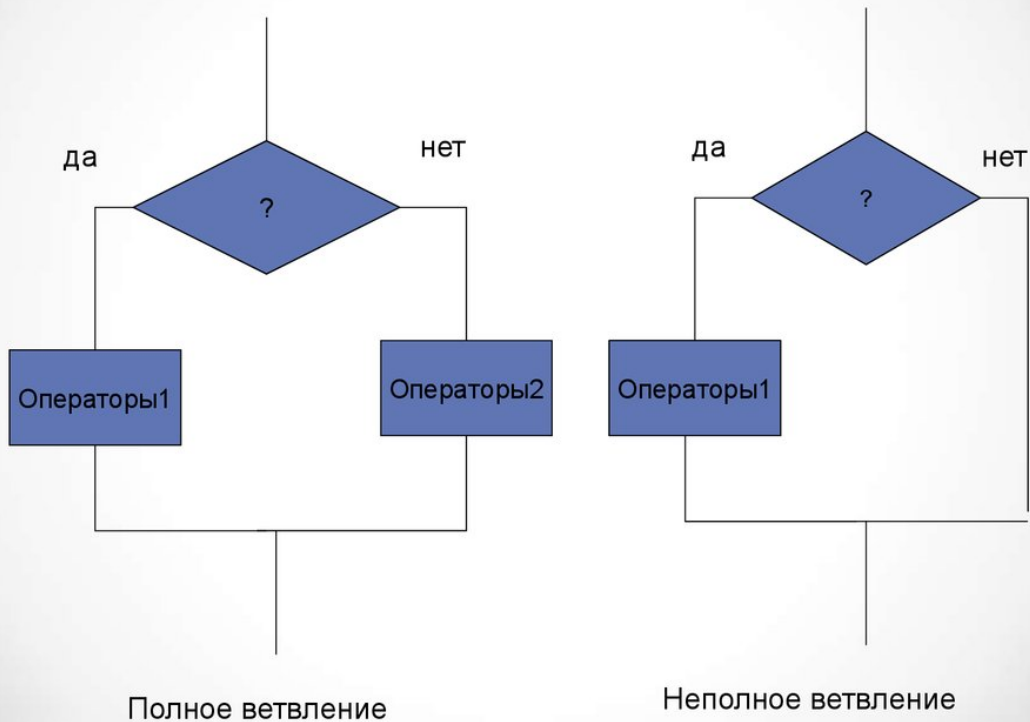 да
нет
?
Операторы1
Операторы2
Полное ветвление
да
нет
?
Операторы1
Неполное ветвление